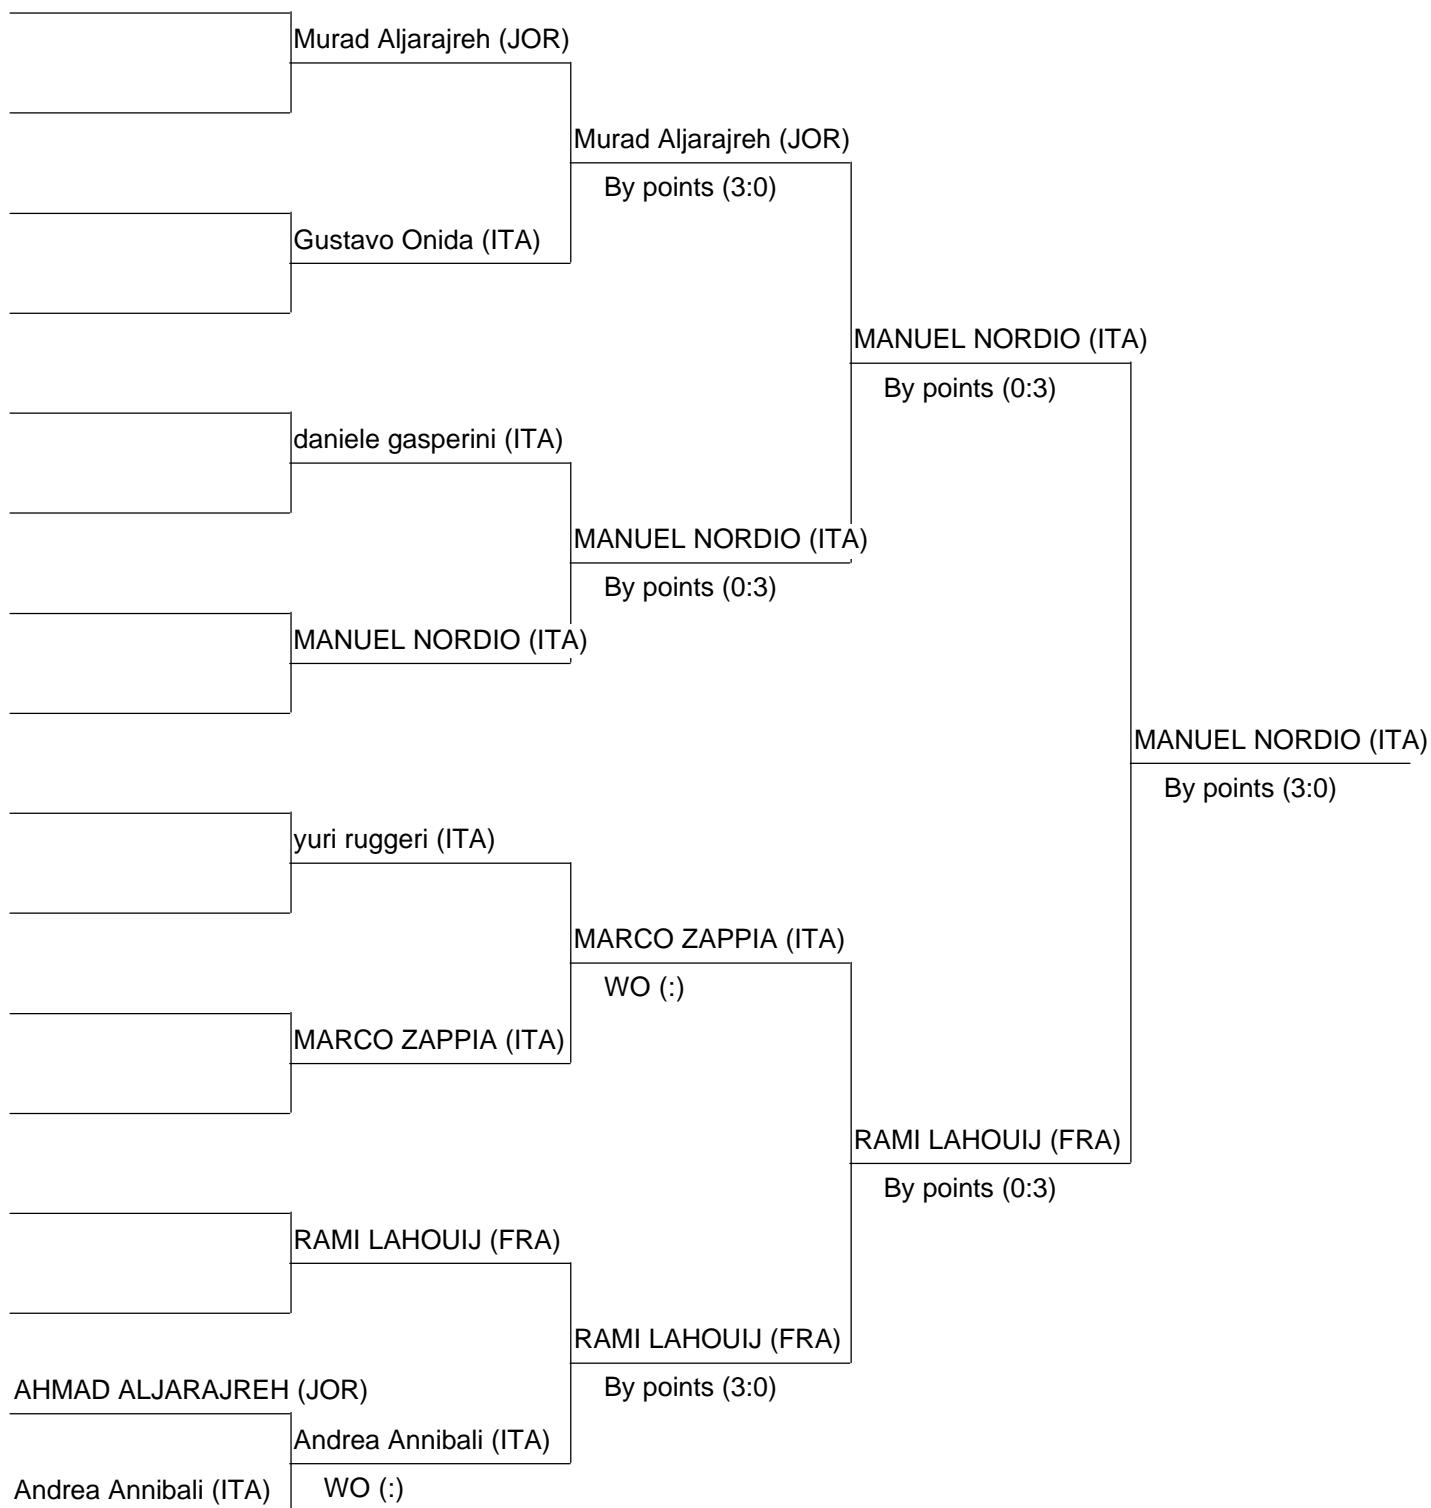 Murad Aljarajreh (JOR)
Murad Aljarajreh (JOR)
By points (3:0)
Gustavo Onida (ITA)
MANUEL NORDIO (ITA)
By points (0:3)
daniele gasperini (ITA)
MANUEL NORDIO (ITA)
By points (0:3)
MANUEL NORDIO (ITA)
MANUEL NORDIO (ITA)
By points (3:0)
yuri ruggeri (ITA)
MARCO ZAPPIA (ITA)
WO (:)
MARCO ZAPPIA (ITA)
RAMI LAHOUIJ (FRA)
By points (0:3)
RAMI LAHOUIJ (FRA)
RAMI LAHOUIJ (FRA)
By points (3:0)
AHMAD ALJARAJREH (JOR)
Andrea Annibali (ITA)
WO (:)
Andrea Annibali (ITA)